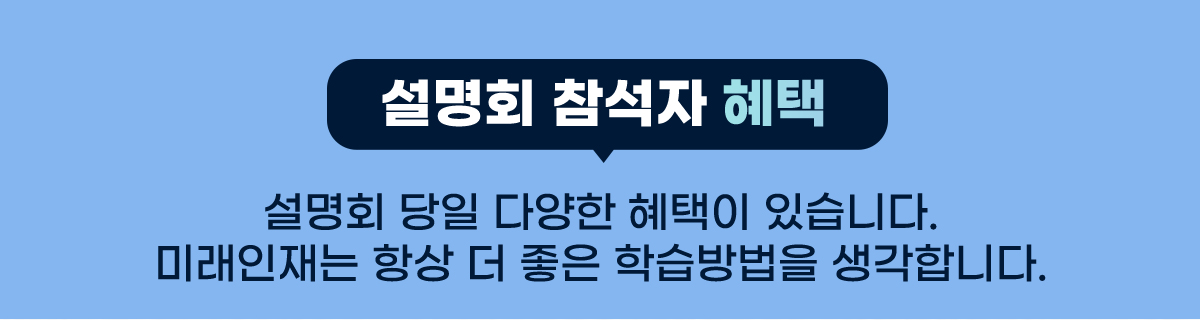 설명회 참석자 혜택
설명회 당일 다양한 혜택이 있습니다.
미래인재는 항상 더 좋은 학습방법을 생각합니다.